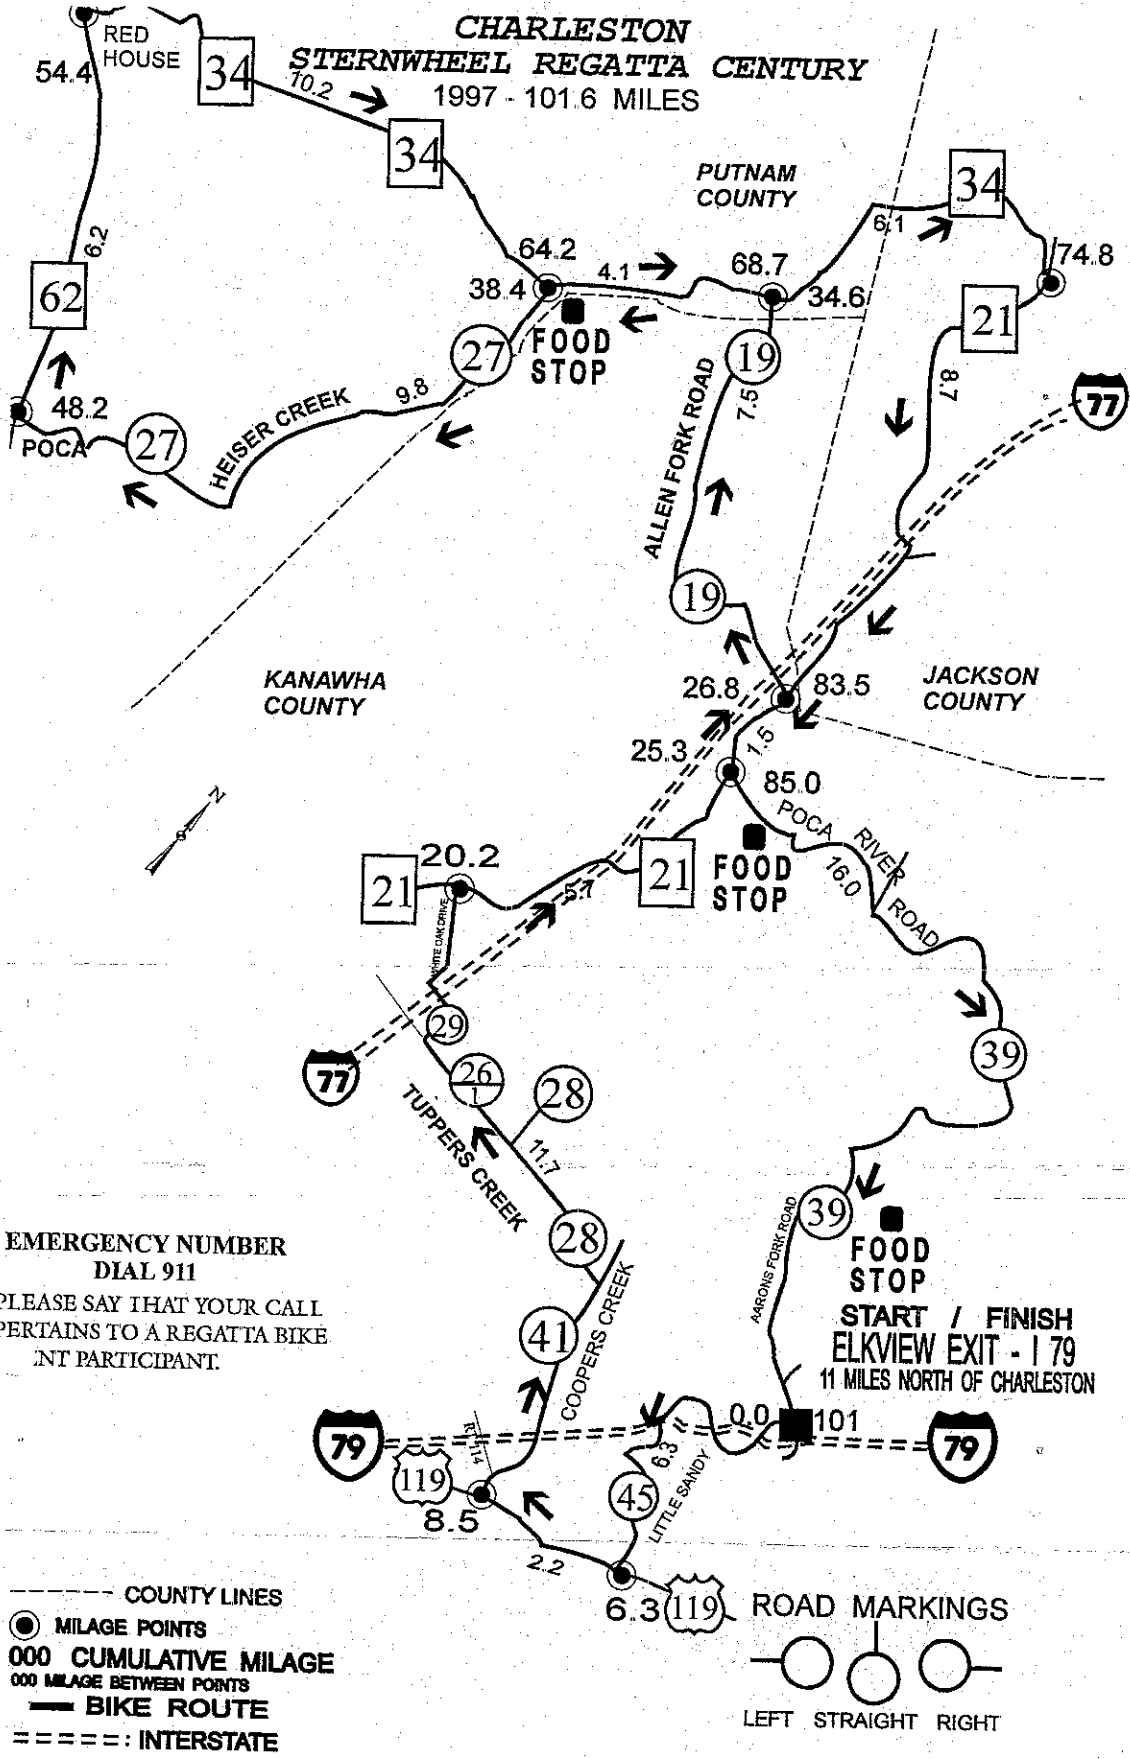 CHARLESTON
STERNWHEEL REGATTA CENTURY
1997 - 101.6 MILES
RED
HOUSE
54.4
34
10.2
34
PUTNAM
COUNTY
34
6.1
74.8
6.2
64.2
38.4
4.1
68.7
34.6
62
21
27
FOOD
STOP
19
8.7
77
48.2
POCA
27
HEISER CREEK
9.8
ALLEN FORK ROAD
7.5
19
KANAWHA
COUNTY
26.8
83.5
JACKSON
COUNTY
25.3
1.5
85.0
N
POCA RIVER ROAD
16.0
20.2
21
5.7
21
FOOD
STOP
WHITE OAK DRIVE
29
39
77
26
1
28
TUPPERS CREEK
11.7
28
39
AARONS FORK ROAD
FOOD
STOP
EMERGENCY NUMBER
DIAL 911
PLEASE SAY THAT YOUR CALL
PERTAINS TO A REGATTA BIKE
NT PARTICIPANT.
41
COOPERS CREEK
START / FINISH
ELKVIEW EXIT - I 79
11 MILES NORTH OF CHARLESTON
0.0
101
79
79
RT 114
119
6.3
45
LITTLE SANDY
8.5
2.2
6.3
119
COUNTY LINES
MILAGE POINTS
000 CUMULATIVE MILAGE
000 MILAGE BETWEEN POINTS
BIKE ROUTE
INTERSTATE
ROAD MARKINGS
LEFT STRAIGHT RIGHT